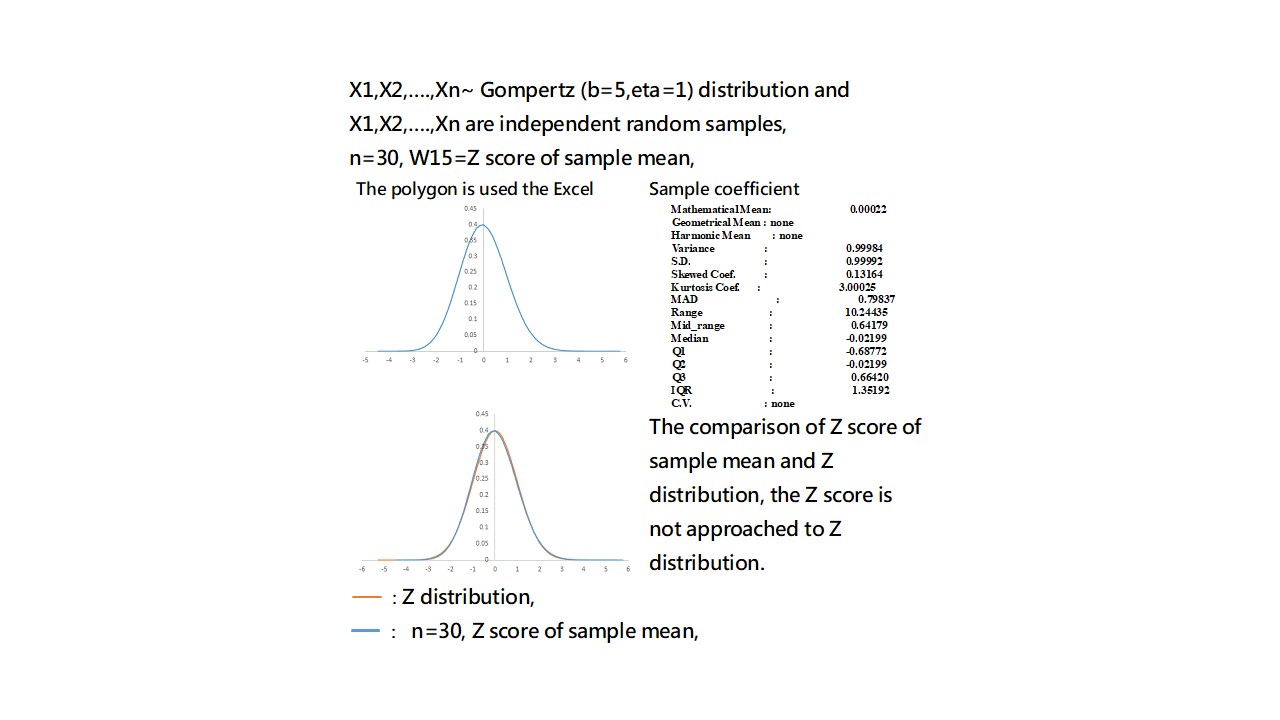 X1,X2,....,Xn~ Gompertz (b=5,eta=1) distribution and
X1,X2,....,Xn are independent random samples,
n=30, W15=Z score of sample mean,
The polygon is used the Excel
0.45
0.4
0.35
0.3
0.25
0.2
0.15
0.1
0.05
0
-5 -4 -3 -2 -1 0 1 2 3 4 5 6
Sample coefficient
Mathematical Mean: 0.00022
Geometrical Mean : none
Harmonic Mean : none
Variance : 0.99984
S.D. : 0.99992
Skewed Coef. : 0.13164
Kurtosis Coef. : 3.00025
MAD : 0.79837
Range : 10.24435
Mid_range : 0.64179
Median : -0.02199
Q1 : -0.68772
Q2 : -0.02199
Q3 : 0.66420
IQR : 1.35192
C.V. : none
0.45
0.4
0.35
0.3
0.25
0.2
0.15
0.1
0.05
0
-6 -5 -4 -3 -2 -1 0 1 2 3 4 5 6
The comparison of Z score of
sample mean and Z
distribution, the Z score is
not approached to Z
distribution.
: Z distribution,
: n=30, Z score of sample mean,